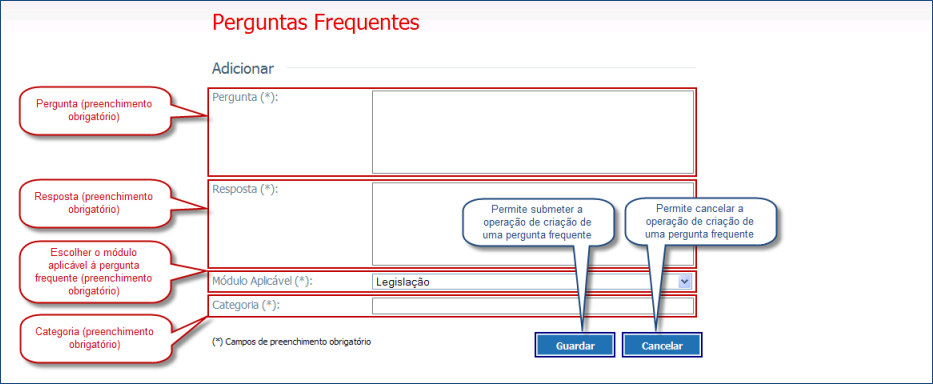 Perguntas Frequentes
Adicionar
Pergunta (preenchimento
obrigatório)
Pergunta (*):
Resposta (preenchimento
obrigatório)
Resposta (*):
Permite submeter a
operação de criação de
uma pergunta frequente
Permite cancelar a
operação de criação de
uma pergunta frequente
Escolher o módulo
aplicável à pergunta
frequente (preenchimento
obrigatório)
Módulo Aplicável (*):
Legislação
Categoria (preenchimento
obrigatório)
Categoria (*):
(*) Campos de preenchimento obrigatório
Guardar
Cancelar